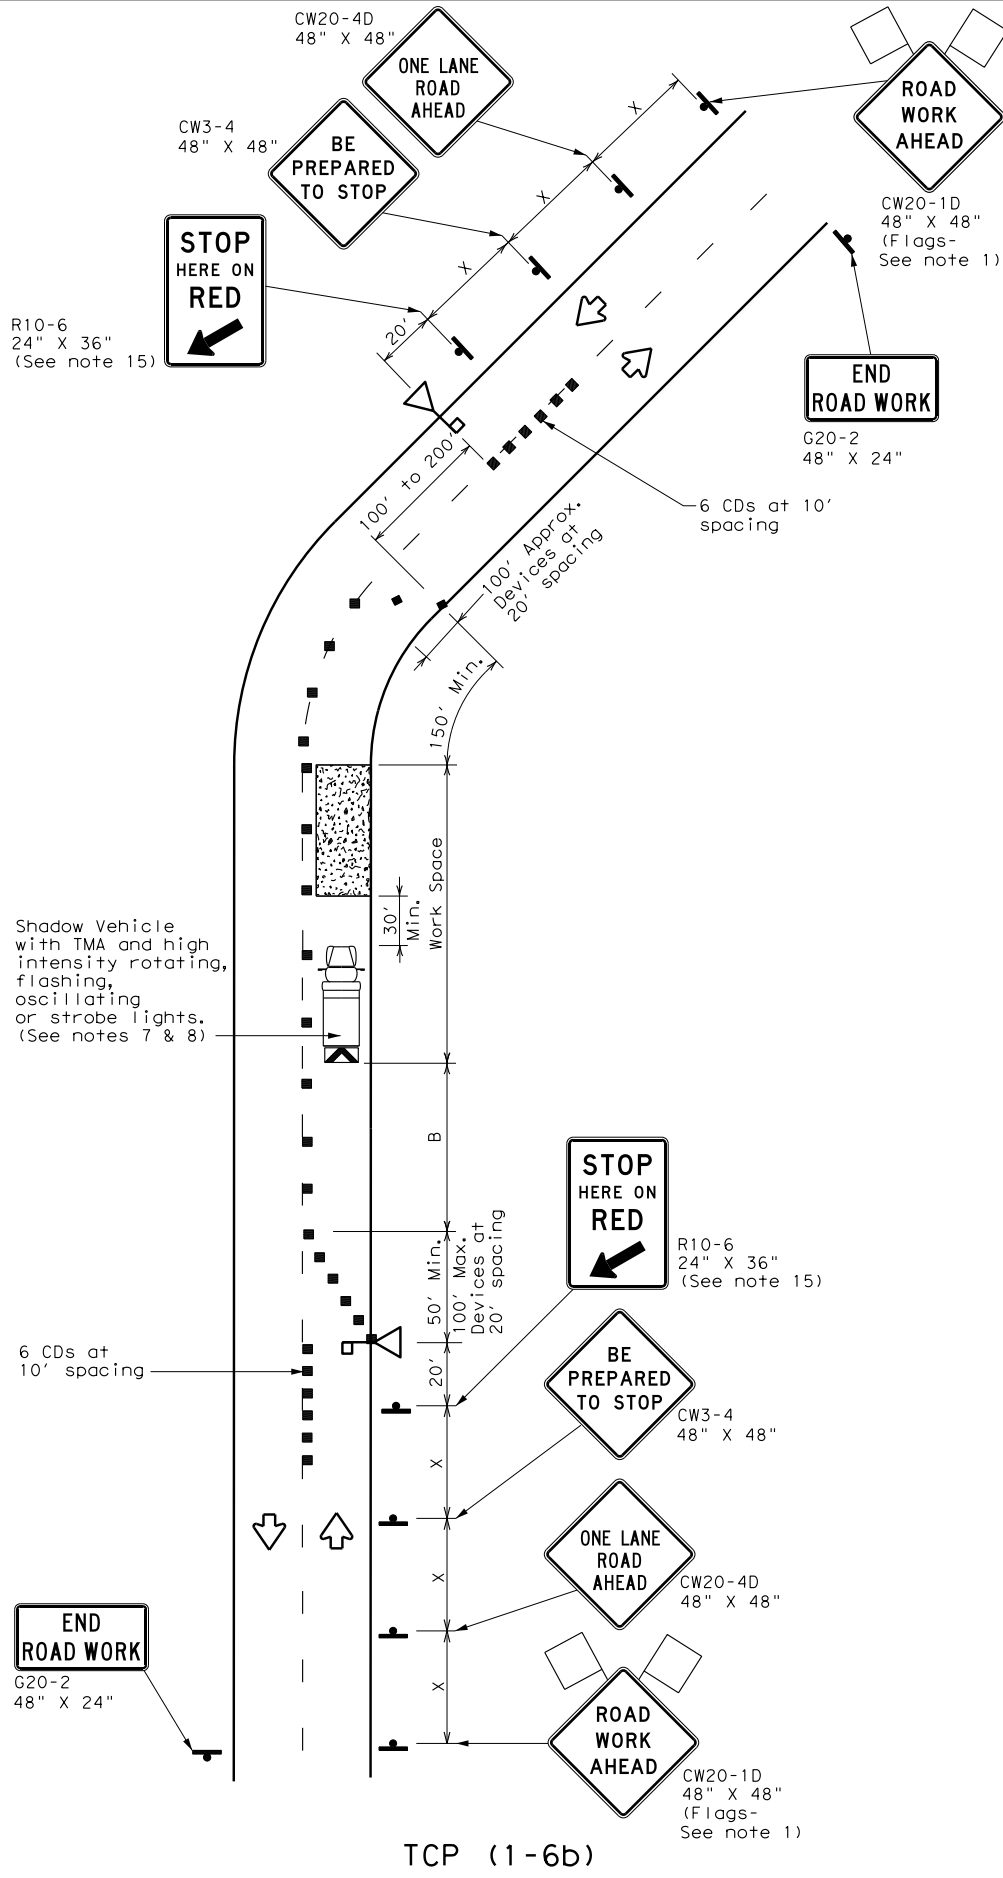 CW20-4D
48" X 48"
ONE LANE
ROAD
AHEAD
CW3-4
48" X 48"
BE
PREPARED
TO STOP
ROAD
WORK
AHEAD
CW20-1D
48" X 48"
(Flags-
See note 1)
X
X
X
20'
STOP
HERE ON
RED
R10-6
24" X 36"
(See note 15)
END
ROAD WORK
G20-2
48" X 24"
100' to 200'
6 CDs at 10'
spacing
100' Approx.
Devices at
20' spacing
150' Min.
Work Space
30'
Min.
Shadow Vehicle
with TMA and high
intensity rotating,
flashing,
oscillating
or strobe lights.
(See notes 7 & 8)
B
50' Min.
100' Max.
Devices at
20' spacing
STOP
HERE ON
RED
R10-6
24" X 36"
(See note 15)
6 CDs at
10' spacing
20'
BE
PREPARED
TO STOP
CW3-4
48" X 48"
X
X
X
ONE LANE
ROAD
AHEAD
CW20-4D
48" X 48"
END
ROAD WORK
G20-2
48" X 24"
ROAD
WORK
AHEAD
CW20-1D
48" X 48"
(Flags-
See note 1)
TCP (1-6b)